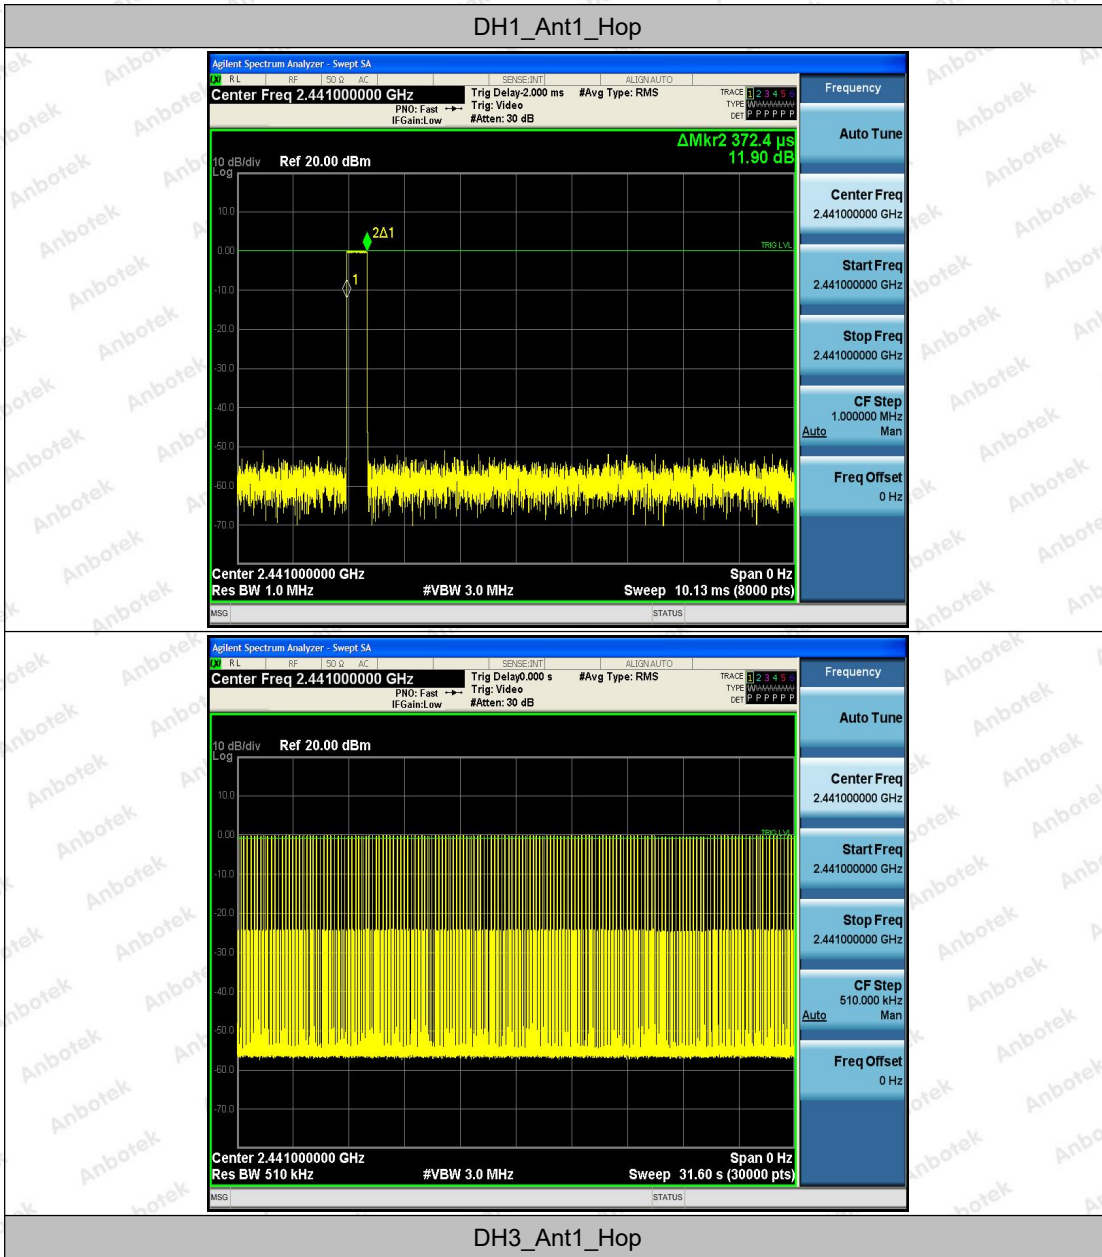 DH1_Ant1_Hop
Agilent Spectrum Analyzer - Swept SA
RL RF 50 Ω AC SENSE:INT ALIGNAUTO
Center Freq 2.441000000 GHz
PNO: Fast
IFGain:Low
Trig Delay-2.000 ms
Trig: Video
#Atten: 30 dB
#Avg Type: RMS
TRACE 1 2 3 4 5 6
TYPE
DET P P P P P P
ΔMkr2 372.4 µs
11.90 dB
10 dB/div
Log
Ref 20.00 dBm
10.0
0.00
-10.0
-20.0
-30.0
-40.0
-50.0
-60.0
-70.0
2Δ1
1
TRIG LVL
Center 2.441000000 GHz
Span 0 Hz
Res BW 1.0 MHz
#VBW 3.0 MHz
Sweep 10.13 ms (8000 pts)
MSG
STATUS
Frequency
Auto Tune
Center Freq
2.441000000 GHz
Start Freq
2.441000000 GHz
Stop Freq
2.441000000 GHz
CF Step
1.000000 MHz
Auto Man
Freq Offset
0 Hz
Agilent Spectrum Analyzer - Swept SA
RL RF 50 Ω AC SENSE:INT ALIGNAUTO
Center Freq 2.441000000 GHz
PNO: Fast
IFGain:Low
Trig Delay0.000 s
Trig: Video
#Atten: 30 dB
#Avg Type: RMS
TRACE 1 2 3 4 5 6
TYPE
DET P P P P P P
10 dB/div
Log
Ref 20.00 dBm
10.0
0.00
-10.0
-20.0
-30.0
-40.0
-50.0
-60.0
-70.0
TRIG LVL
Center 2.441000000 GHz
Span 0 Hz
Res BW 510 kHz
#VBW 3.0 MHz
Sweep 31.60 s (30000 pts)
MSG
STATUS
Frequency
Auto Tune
Center Freq
2.441000000 GHz
Start Freq
2.441000000 GHz
Stop Freq
2.441000000 GHz
CF Step
510.000 kHz
Auto Man
Freq Offset
0 Hz
DH3_Ant1_Hop
Anbotek